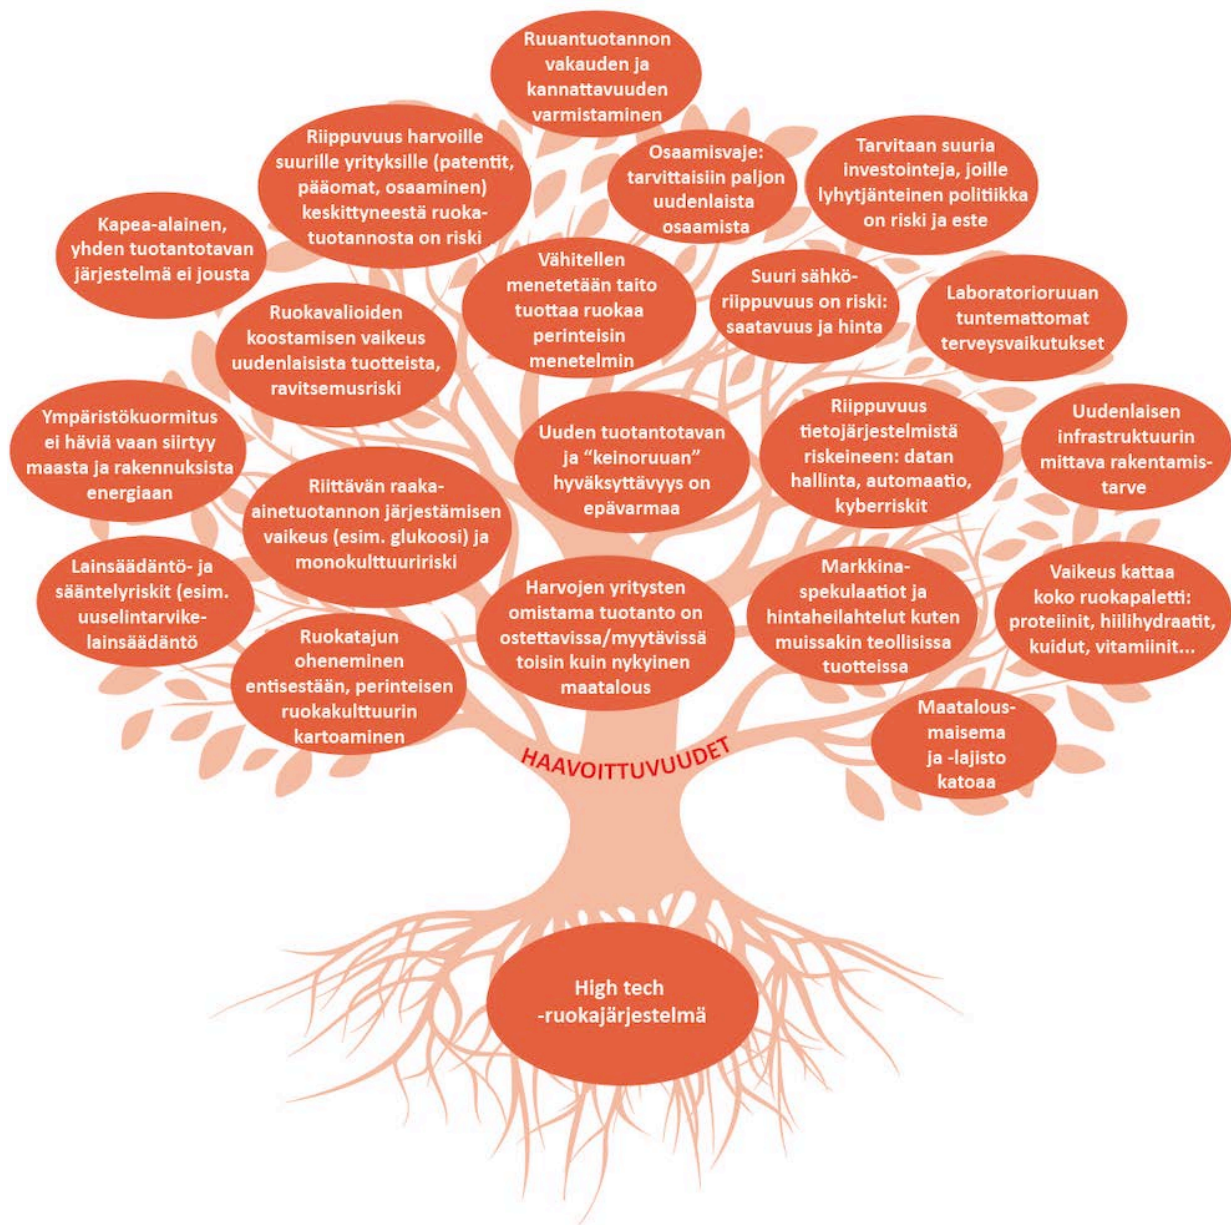 Ruuantuotannon
vakauden ja
kannattavuuden
varmistaminen
Riippuvuus harvoille
suurille yrityksille (patentit,
pääomat, osaaminen)
keskittyneestä ruoka-
tuotannosta on riski
Osaamisvaje:
tarvittaisiin paljon
uudenlaista
osaamista
Tarvitaan suuria
investointeja, joille
lyhytjänteinen politiikka
on riski ja este
Kapea-alainen,
yhden tuotantotavan
järjestelmä ei jousta
Vähitellen
menetetään taito
tuottaa ruokaa
perinteisin
menetelmin
Suuri sähkö-
riippuvuus on riski:
saatavuus ja hinta
Laboratorioruuan
tuntemattomat
terveysvaikutukset
Ruokavalioiden
koostamisen vaikeus
uudenlaisista tuotteista,
ravitsemusriski
Ympäristökuormitus
ei häviä vaan siirtyy
maasta ja rakennuksista
energiaan
Uuden tuotantotavan
ja “keinoruuan”
hyväksyttävyys on
epävarmaa
Riippuvuus
tietojärjestelmistä
riskeineen: datan
hallinta, automaatio,
kyberriskit
Uudenlaisen
infrastruktuurin
mittava rakentamis-
tarve
Riittävän raaka-
ainetuotannon järjestämisen
vaikeus (esim. glukoosi) ja
monokulttuuririski
Lainsäädäntö- ja
sääntelyriskit (esim.
uuselintarvike-
lainsäädäntö
Harvojen yritysten
omistama tuotanto on
ostettavissa/myytävissä
toisin kuin nykyinen
maatalous
Markkina-
spekulaatiot ja
hintaheilahtelut kuten
muissakin teollisissa
tuotteissa
Vaikeus kattaa
koko ruokapaletti:
proteiinit, hiilihydraatit,
kuidut, vitamiinit...
Ruokatajun
oheneminen
entisestään, perinteisen
ruokakulttuurin
kartoaminen
Maatalous-
maisema
ja -lajisto
katoaa
HAAVOITTUVUUDET
High tech
-ruokajärjestelmä